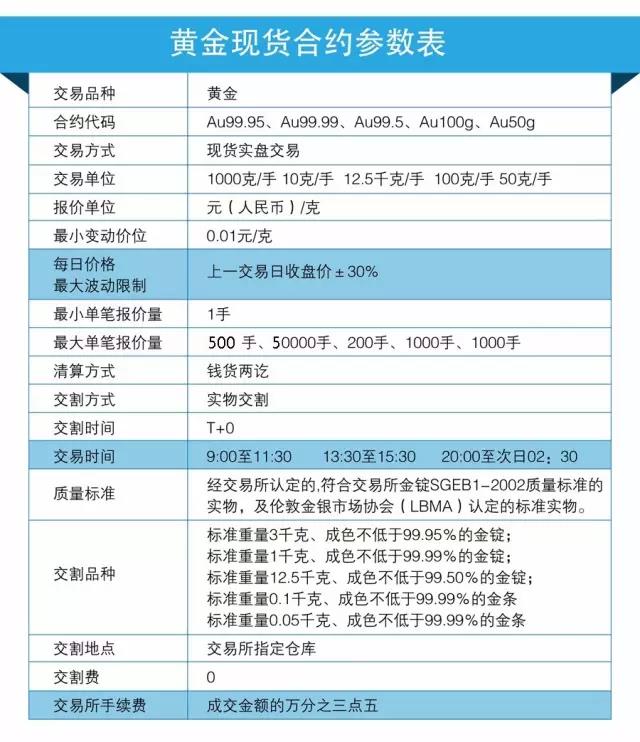 黄金现货合约参数表
交易品种 黄金
合约代码 Au99.95、Au99.99、Au99.5、Au100g、Au50g
交易方式 现货实盘交易
交易单位 1000克/手 10克/手 12.5千克/手 100克/手 50克/手
报价单位 元（人民币）/克
最小变动价位 0.01元/克
每日价格
最大波动限制
上一交易日收盘价±30%
最小单笔报价量 1手
最大单笔报价量 500 手、50000手、200手、1000手、1000手
清算方式 钱货两讫
交割方式 实物交割
交割时间 T+0
交易时间 9:00至11:30 13:30至15:30 20:00至次日02：30
质量标准
经交易所认定的,符合交易所金锭SGEB1-2002质量标准的
实物，及伦敦金银市场协会（LBMA）认定的标准实物。
交割品种
标准重量3千克、成色不低于99.95%的金锭；
标准重量1千克、成色不低于99.99%的金锭；
标准重量12.5千克、成色不低于99.50%的金锭；
标准重量0.1千克、成色不低于99.99%的金条
标准重量0.05千克、成色不低于99.99%的金条
交割地点 交易所指定仓库
交割费 0
交易所手续费 成交金额的万分之三点五